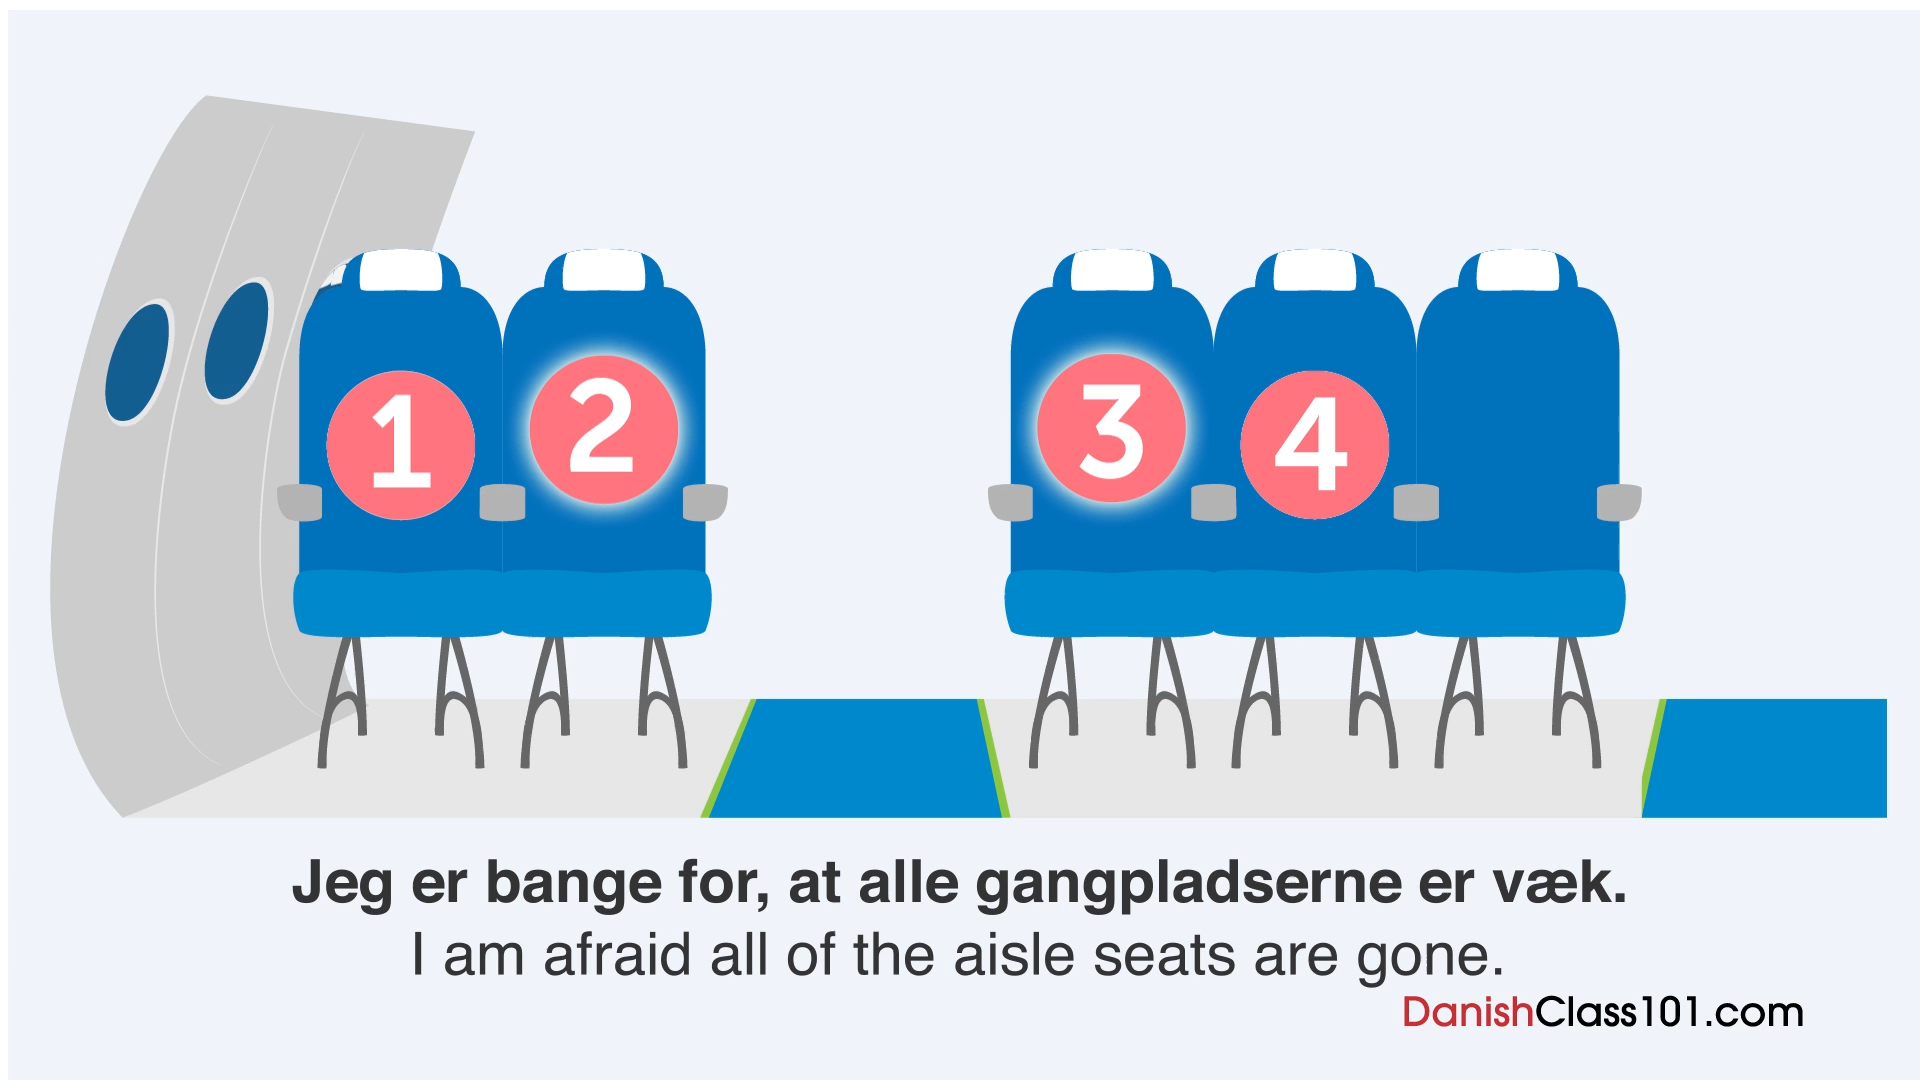 1 2 3 4
Jeg er bange for, at alle gangpladserne er væk.
I am afraid all of the aisle seats are gone.
DanishClass101.com